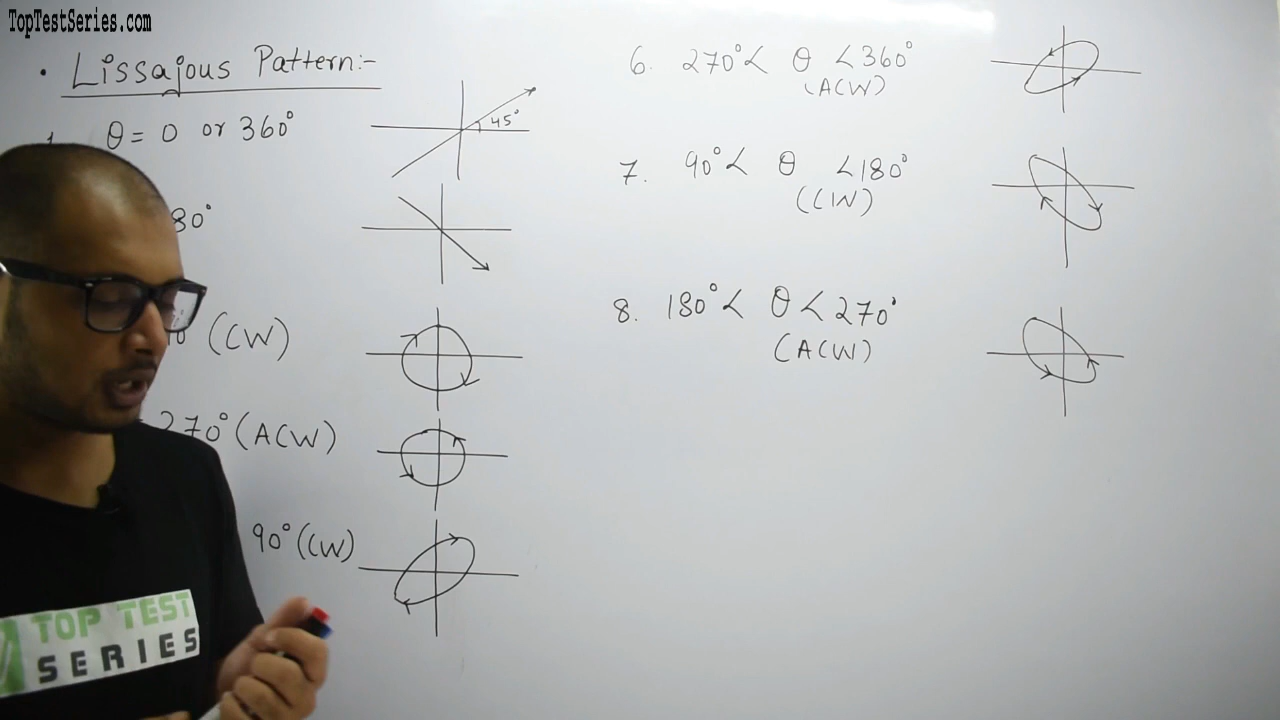 TopTestSeries.com
• Lissajous Pattern:-
θ = 0 or 360°
45°
80°
(CW)
270° (ACW)
90° (CW)
6. 270° < θ < 360°
(ACW)
7. 90° < θ < 180°
(CW)
8. 180° < θ < 270°
(ACW)
TOP TEST
SERIES